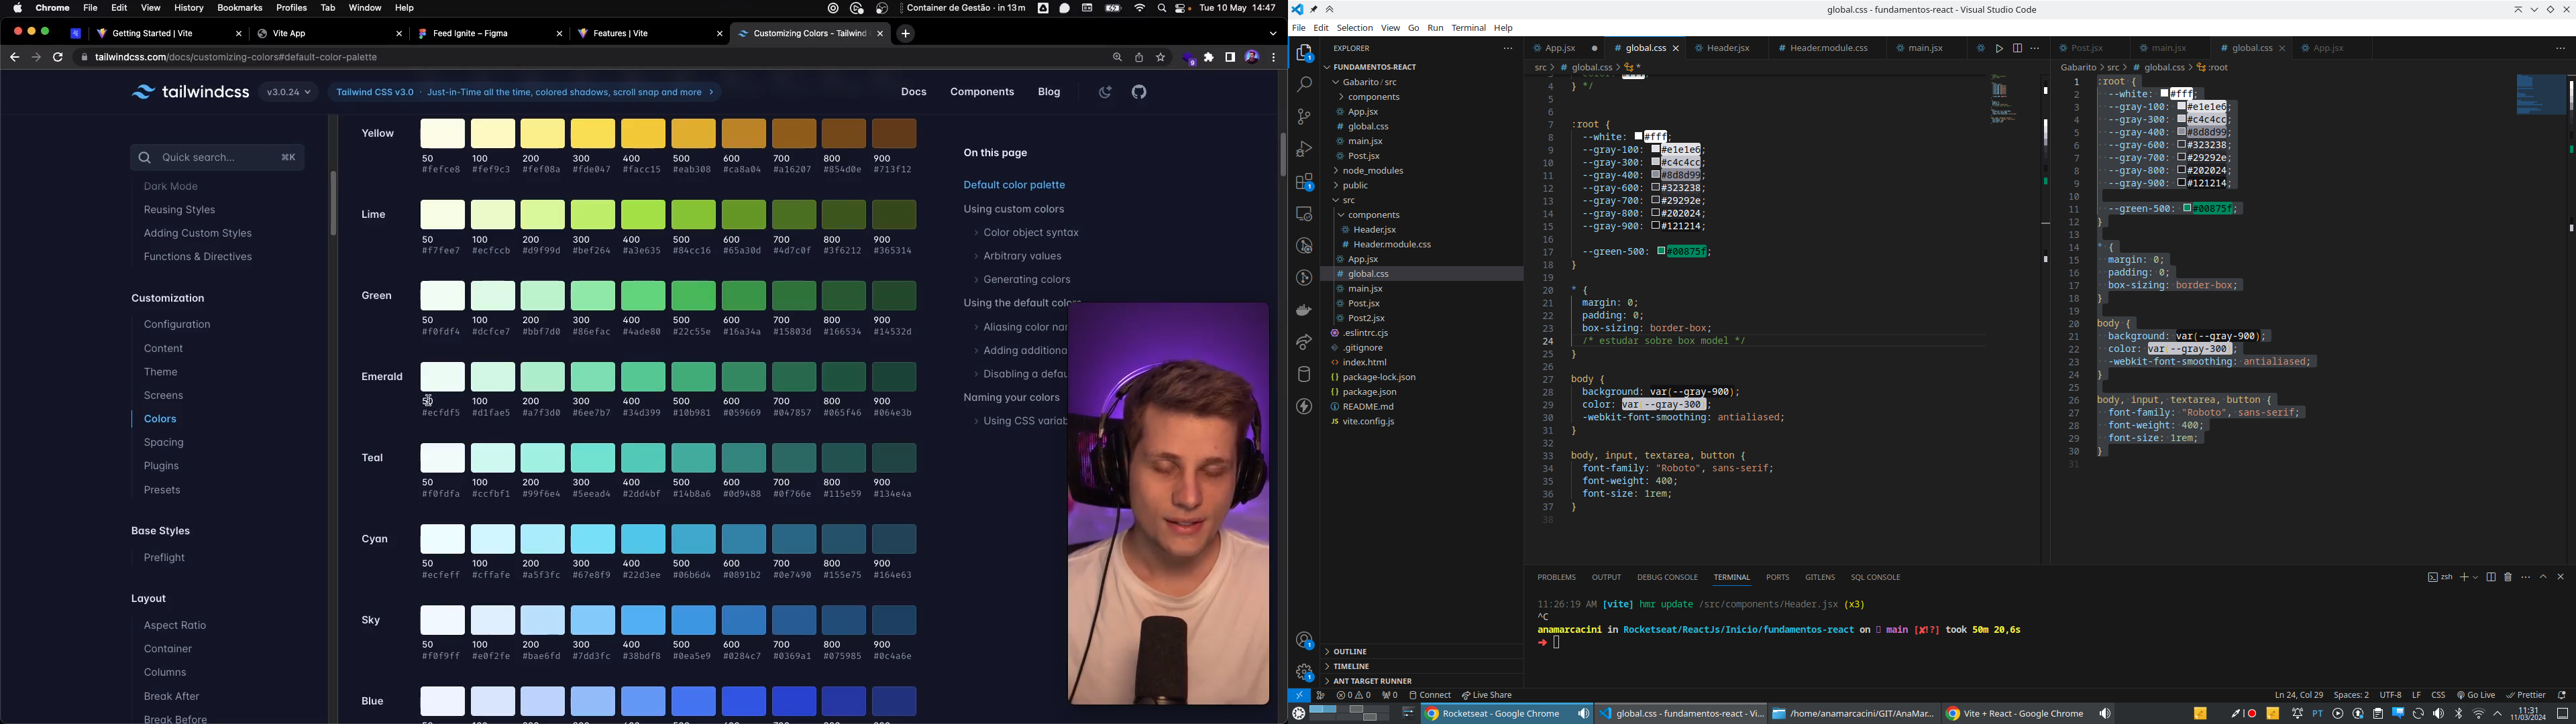 Chrome File Edit View History Bookmarks Profiles Tab Window Help
Container de Gestão · in 13m
Tue 10 May 14:47
Getting Started | Vite
Vite App
Feed Ignite – Figma
Features | Vite
Customizing Colors - Tailwind
tailwindcss.com/docs/customizing-colors#default-color-palette
tailwindcss
v3.0.24
Tailwind CSS v3.0 · Just-in-Time all the time, colored shadows, scroll snap and more
Docs Components Blog
Quick search... ⌘K
Dark Mode
Reusing Styles
Adding Custom Styles
Functions & Directives
Customization
Configuration
Content
Theme
Screens
Colors
Spacing
Plugins
Presets
Base Styles
Preflight
Layout
Aspect Ratio
Container
Columns
Break After
Break Before
Yellow
50 100 200 300 400 500 600 700 800 900
#fefce8 #fef9c3 #fef08a #fde047 #facc15 #eab308 #ca8a04 #a16207 #854d0e #713f12
Lime
50 100 200 300 400 500 600 700 800 900
#f7fee7 #ecfccb #d9f99d #bef264 #a3e635 #84cc16 #65a30d #4d7c0f #3f6212 #365314
Green
50 100 200 300 400 500 600 700 800 900
#f0fdf4 #dcfce7 #bbf7d0 #86efac #4ade80 #22c55e #16a34a #15803d #166534 #14532d
Emerald
50 100 200 300 400 500 600 700 800 900
#ecfdf5 #d1fae5 #a7f3d0 #6ee7b7 #34d399 #10b981 #059669 #047857 #065f46 #064e3b
Teal
50 100 200 300 400 500 600 700 800 900
#f0fdfa #ccfbf1 #99f6e4 #5eead4 #2dd4bf #14b8a6 #0d9488 #0f766e #115e59 #134e4a
Cyan
50 100 200 300 400 500 600 700 800 900
#ecfeff #cffafe #a5f3fc #67e8f9 #22d3ee #06b6d4 #0891b2 #0e7490 #155e75 #164e63
Sky
50 100 200 300 400 500 600 700 800 900
#f0f9ff #e0f2fe #bae6fd #7dd3fc #38bdf8 #0ea5e9 #0284c7 #0369a1 #075985 #0c4a6e
Blue
On this page
Default color palette
Using custom colors
Color object syntax
Arbitrary values
Generating colors
Using the default colors
Aliasing color na
Adding additiona
Disabling a defau
Naming your colors
Using CSS variab
global.css - fundamentos-react - Visual Studio Code
File Edit Selection View Go Run Terminal Help
EXPLORER
FUNDAMENTOS-REACT
Gabarito / src
components
App.jsx
global.css
main.jsx
Post.jsx
node_modules
public
src
components
Header.jsx
Header.module.css
App.jsx
global.css
main.jsx
Post.jsx
Post2.jsx
.eslintrc.cjs
.gitignore
index.html
package-lock.json
package.json
README.md
vite.config.js
OUTLINE
TIMELINE
ANT TARGET RUNNER
App.jsx global.css Header.jsx Header.module.css main.jsx
src > global.css > *
4 } */
5
6
7 :root {
8 --white: #fff;
9 --gray-100: #e1e1e6;
10 --gray-300: #c4c4cc;
11 --gray-400: #8d8d99;
12 --gray-600: #323238;
13 --gray-700: #29292e;
14 --gray-800: #202024;
15 --gray-900: #121214;
16
17 --green-500: #00875f;
18 }
19
20 * {
21 margin: 0;
22 padding: 0;
23 box-sizing: border-box;
24 /* estudar sobre box model */
25 }
26
27 body {
28 background: var(--gray-900);
29 color: var(--gray-300);
30 -webkit-font-smoothing: antialiased;
31 }
32
33 body, input, textarea, button {
34 font-family: "Roboto", sans-serif;
35 font-weight: 400;
36 font-size: 1rem;
37 }
38
Post.jsx main.jsx global.css App.jsx
Gabarito > src > global.css > :root
1 :root {
2 --white: #fff;
3 --gray-100: #e1e1e6;
4 --gray-300: #c4c4cc;
5 --gray-400: #8d8d99;
6 --gray-600: #323238;
7 --gray-700: #29292e;
8 --gray-800: #202024;
9 --gray-900: #121214;
10
11 --green-500: #00875f;
12 }
13
14 * {
15 margin: 0;
16 padding: 0;
17 box-sizing: border-box;
18 }
19
20 body {
21 background: var(--gray-900);
22 color: var(--gray-300);
23 -webkit-font-smoothing: antialiased;
24 }
25
26 body, input, textarea, button {
27 font-family: "Roboto", sans-serif;
28 font-weight: 400;
29 font-size: 1rem;
30 }
31
PROBLEMS OUTPUT DEBUG CONSOLE TERMINAL PORTS GITLENS SQL CONSOLE
zsh
11:26:19 AM [vite] hmr update /src/components/Header.jsx (x3)
^C
anamarcacini in Rocketseat/ReactJs/Inicio/fundamentos-react on main [✘!?] took 50m 20,6s
0 0 0 Connect Live Share
Ln 24, Col 29 Spaces: 2 UTF-8 LF CSS Go Live Prettier
Rocketseat - Google Chrome
global.css - fundamentos-react - Vi...
/home/anamarcacini/GIT/AnaMar...
Vite + React - Google Chrome
PT
11:31
11/03/2024